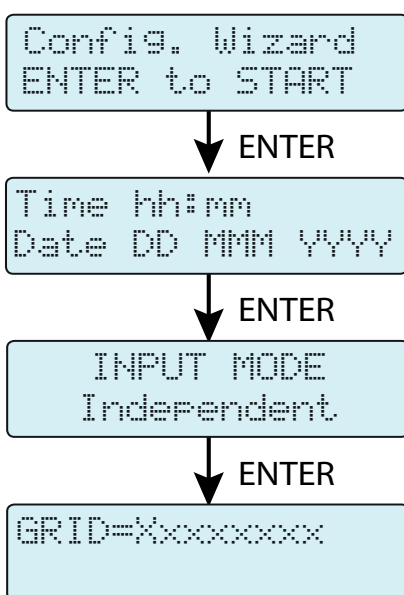 Config. Wizard
ENTER to START
ENTER
Time hh:mm
Date DD MMM YYYY
ENTER
INPUT MODE
Independent
ENTER
GRID=Xxxxxxxx